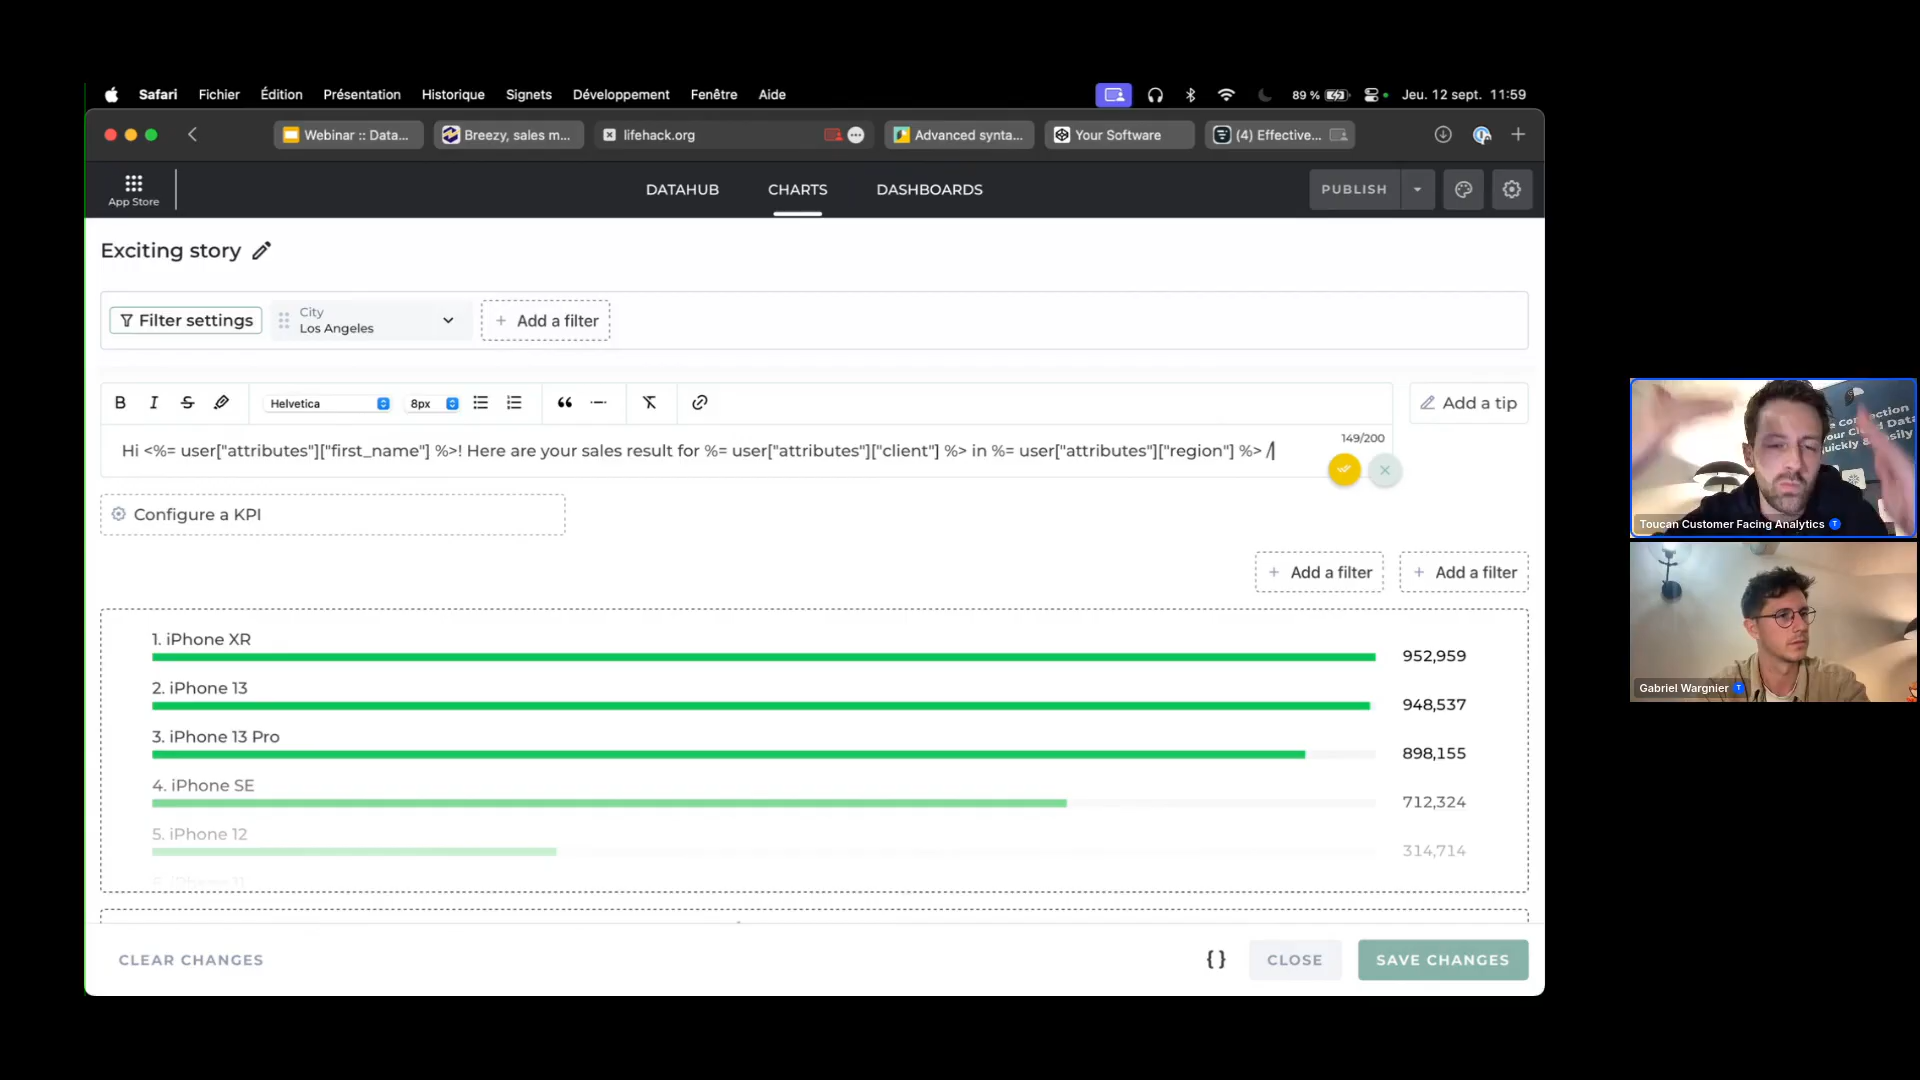 Safari Fichier Édition Présentation Historique Signets Développement Fenêtre Aide 89 % Jeu. 12 sept. 11:59
Webinar :: Data... Breezy, sales m... lifehack.org Advanced synta... Your Software (4) Effective...
App Store DATAHUB CHARTS DASHBOARDS PUBLISH
Exciting story
Filter settings City Los Angeles + Add a filter
B I S Helvetica 8px Add a tip
Hi <%= user["attributes"]["first_name"] %>! Here are your sales result for %= user["attributes"]["client"] %> in %= user["attributes"]["region"] %> /
149/200
Configure a KPI
+ Add a filter + Add a filter
1. iPhone XR 952,959
2. iPhone 13 948,537
3. iPhone 13 Pro 898,155
4. iPhone SE 712,324
5. iPhone 12 314,714
CLEAR CHANGES { } CLOSE SAVE CHANGES
Toucan Customer Facing Analytics
Gabriel Wargnier